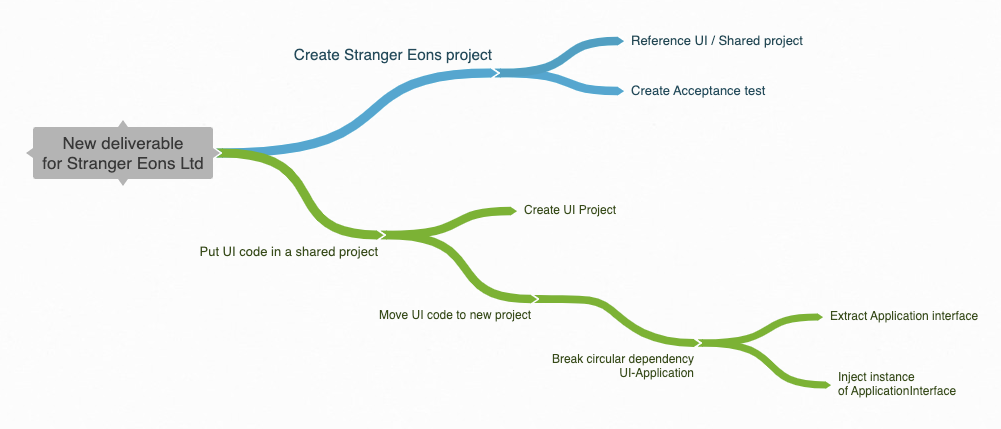 Create Stranger Eons project
Reference UI / Shared project
Create Acceptance test
New deliverable
for Stranger Eons Ltd
Put UI code in a shared project
Create UI Project
Move UI code to new project
Break circular dependency
UI-Application
Extract Application interface
Inject instance
of ApplicationInterface